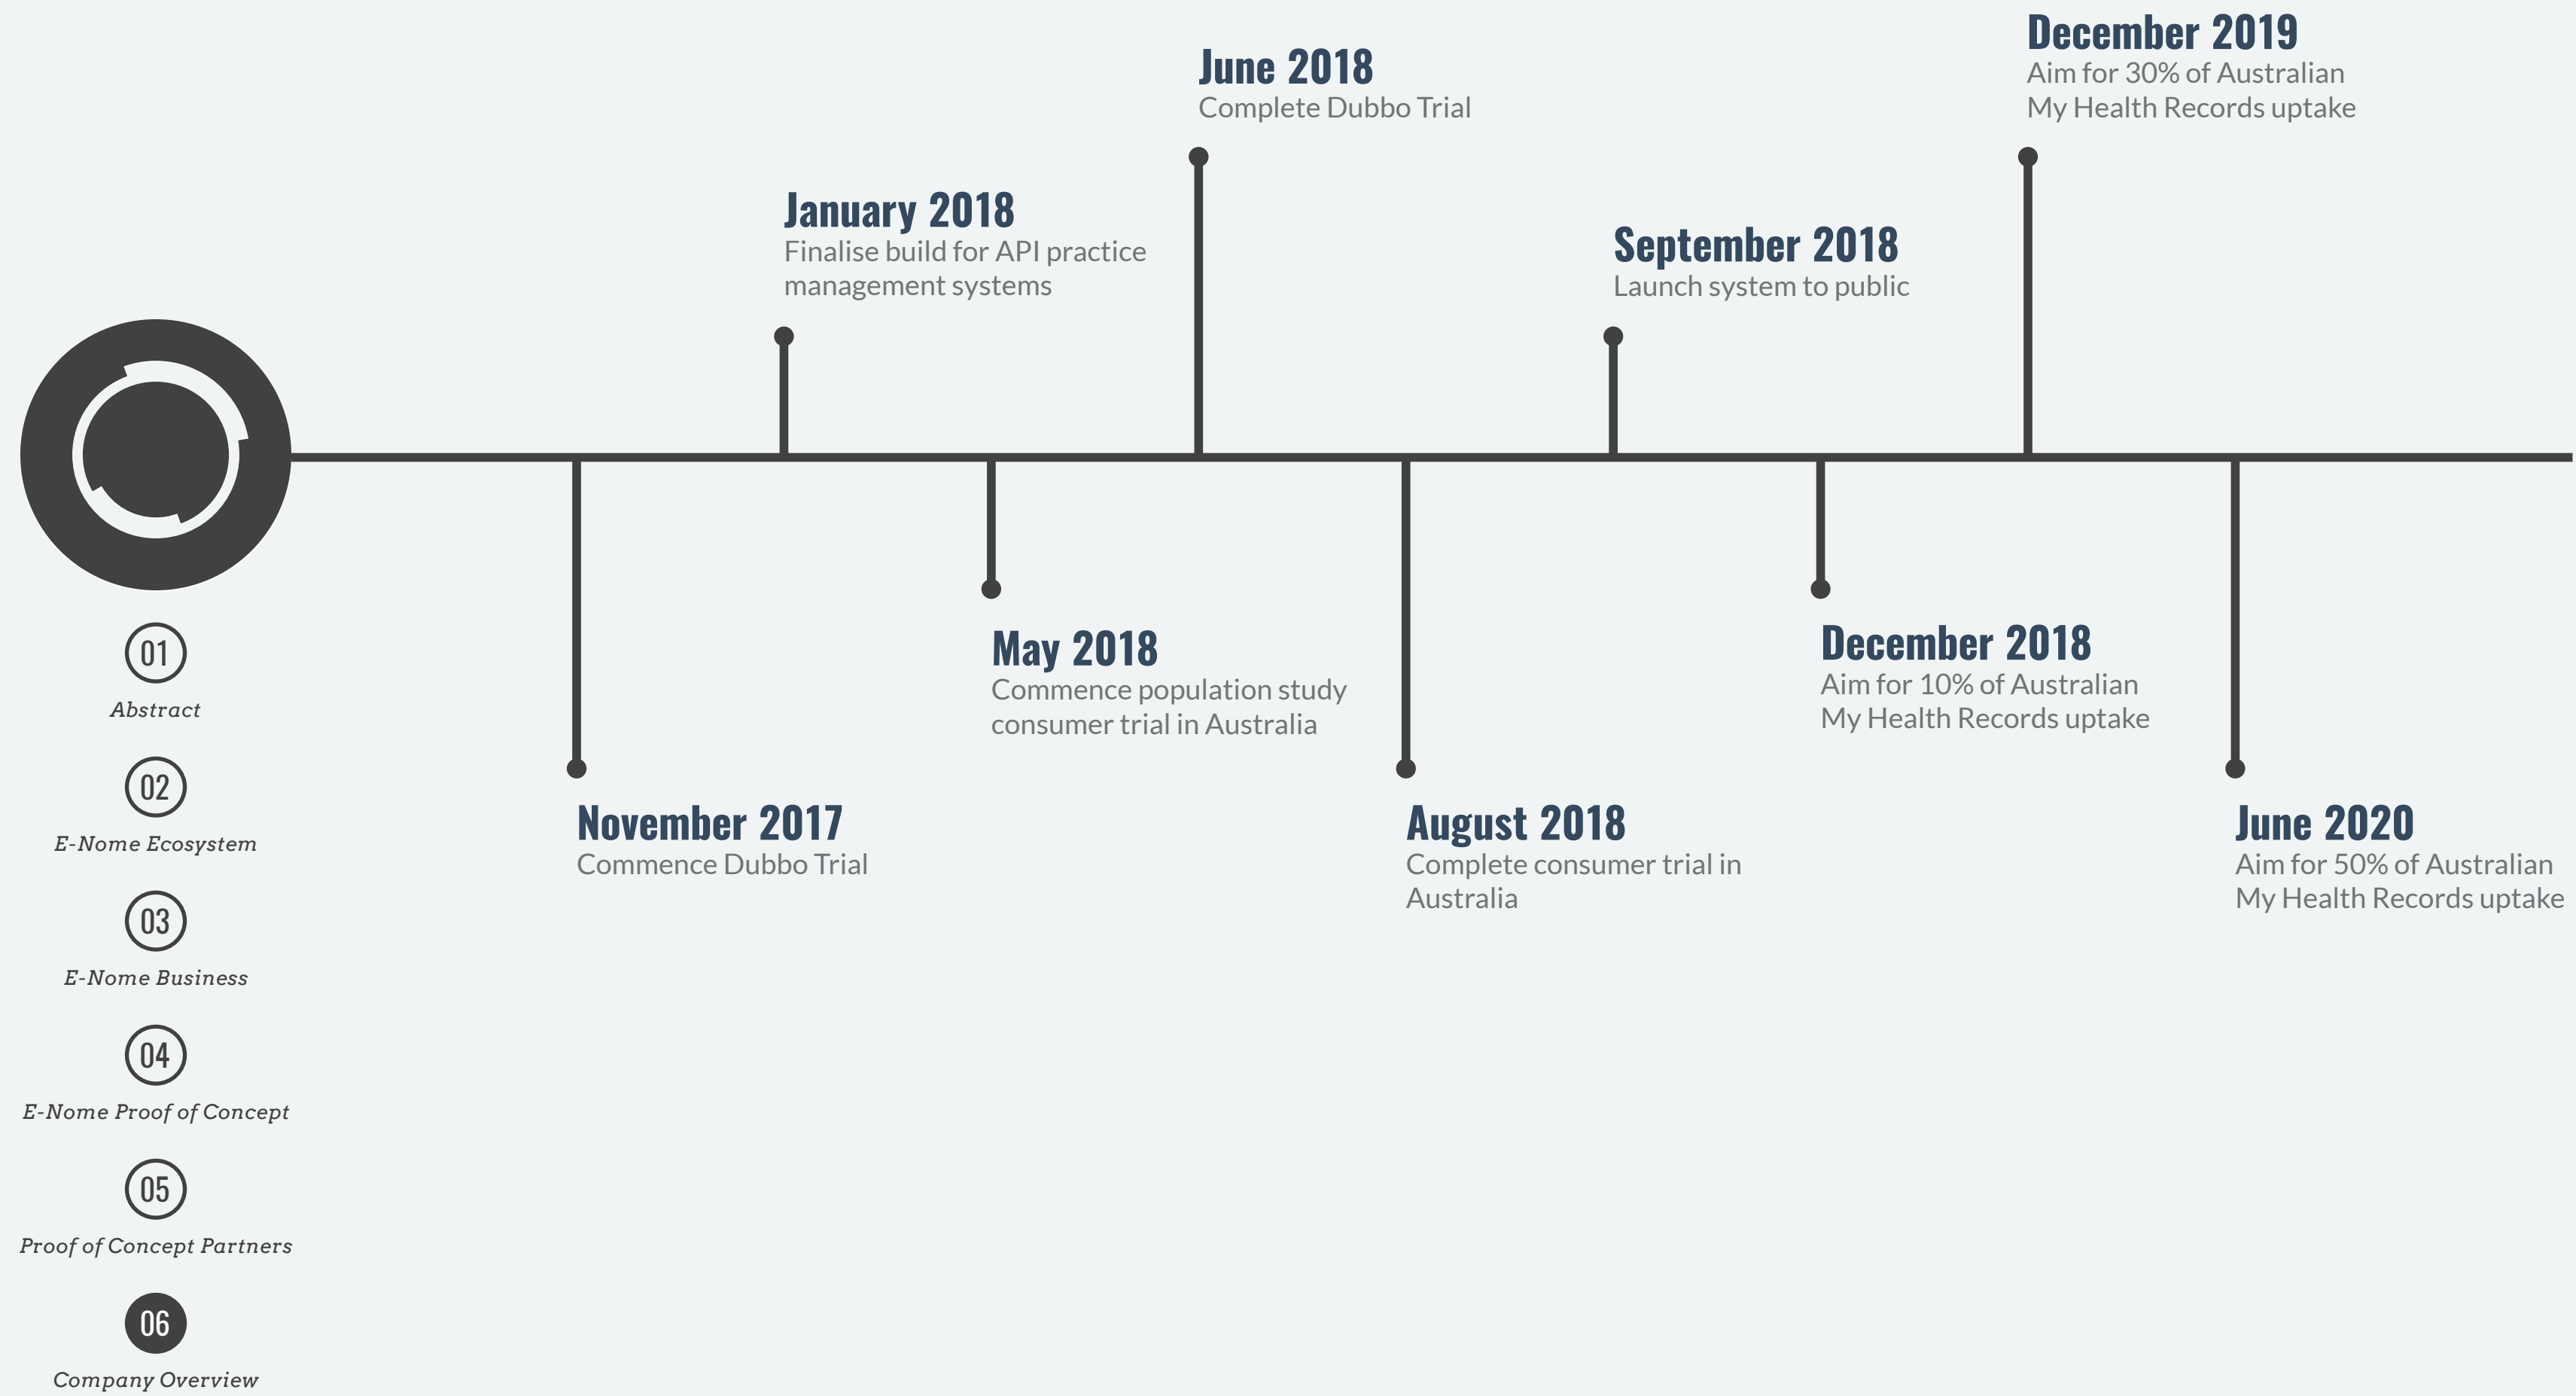 December 2019
Aim for 30% of Australian
My Health Records uptake
June 2018
Complete Dubbo Trial
January 2018
Finalise build for API practice
management systems
September 2018
Launch system to public
May 2018
Commence population study
consumer trial in Australia
December 2018
Aim for 10% of Australian
My Health Records uptake
November 2017
Commence Dubbo Trial
August 2018
Complete consumer trial in
Australia
June 2020
Aim for 50% of Australian
My Health Records uptake
01
Abstract
02
E-Nome Ecosystem
03
E-Nome Business
04
E-Nome Proof of Concept
05
Proof of Concept Partners
06
Company Overview